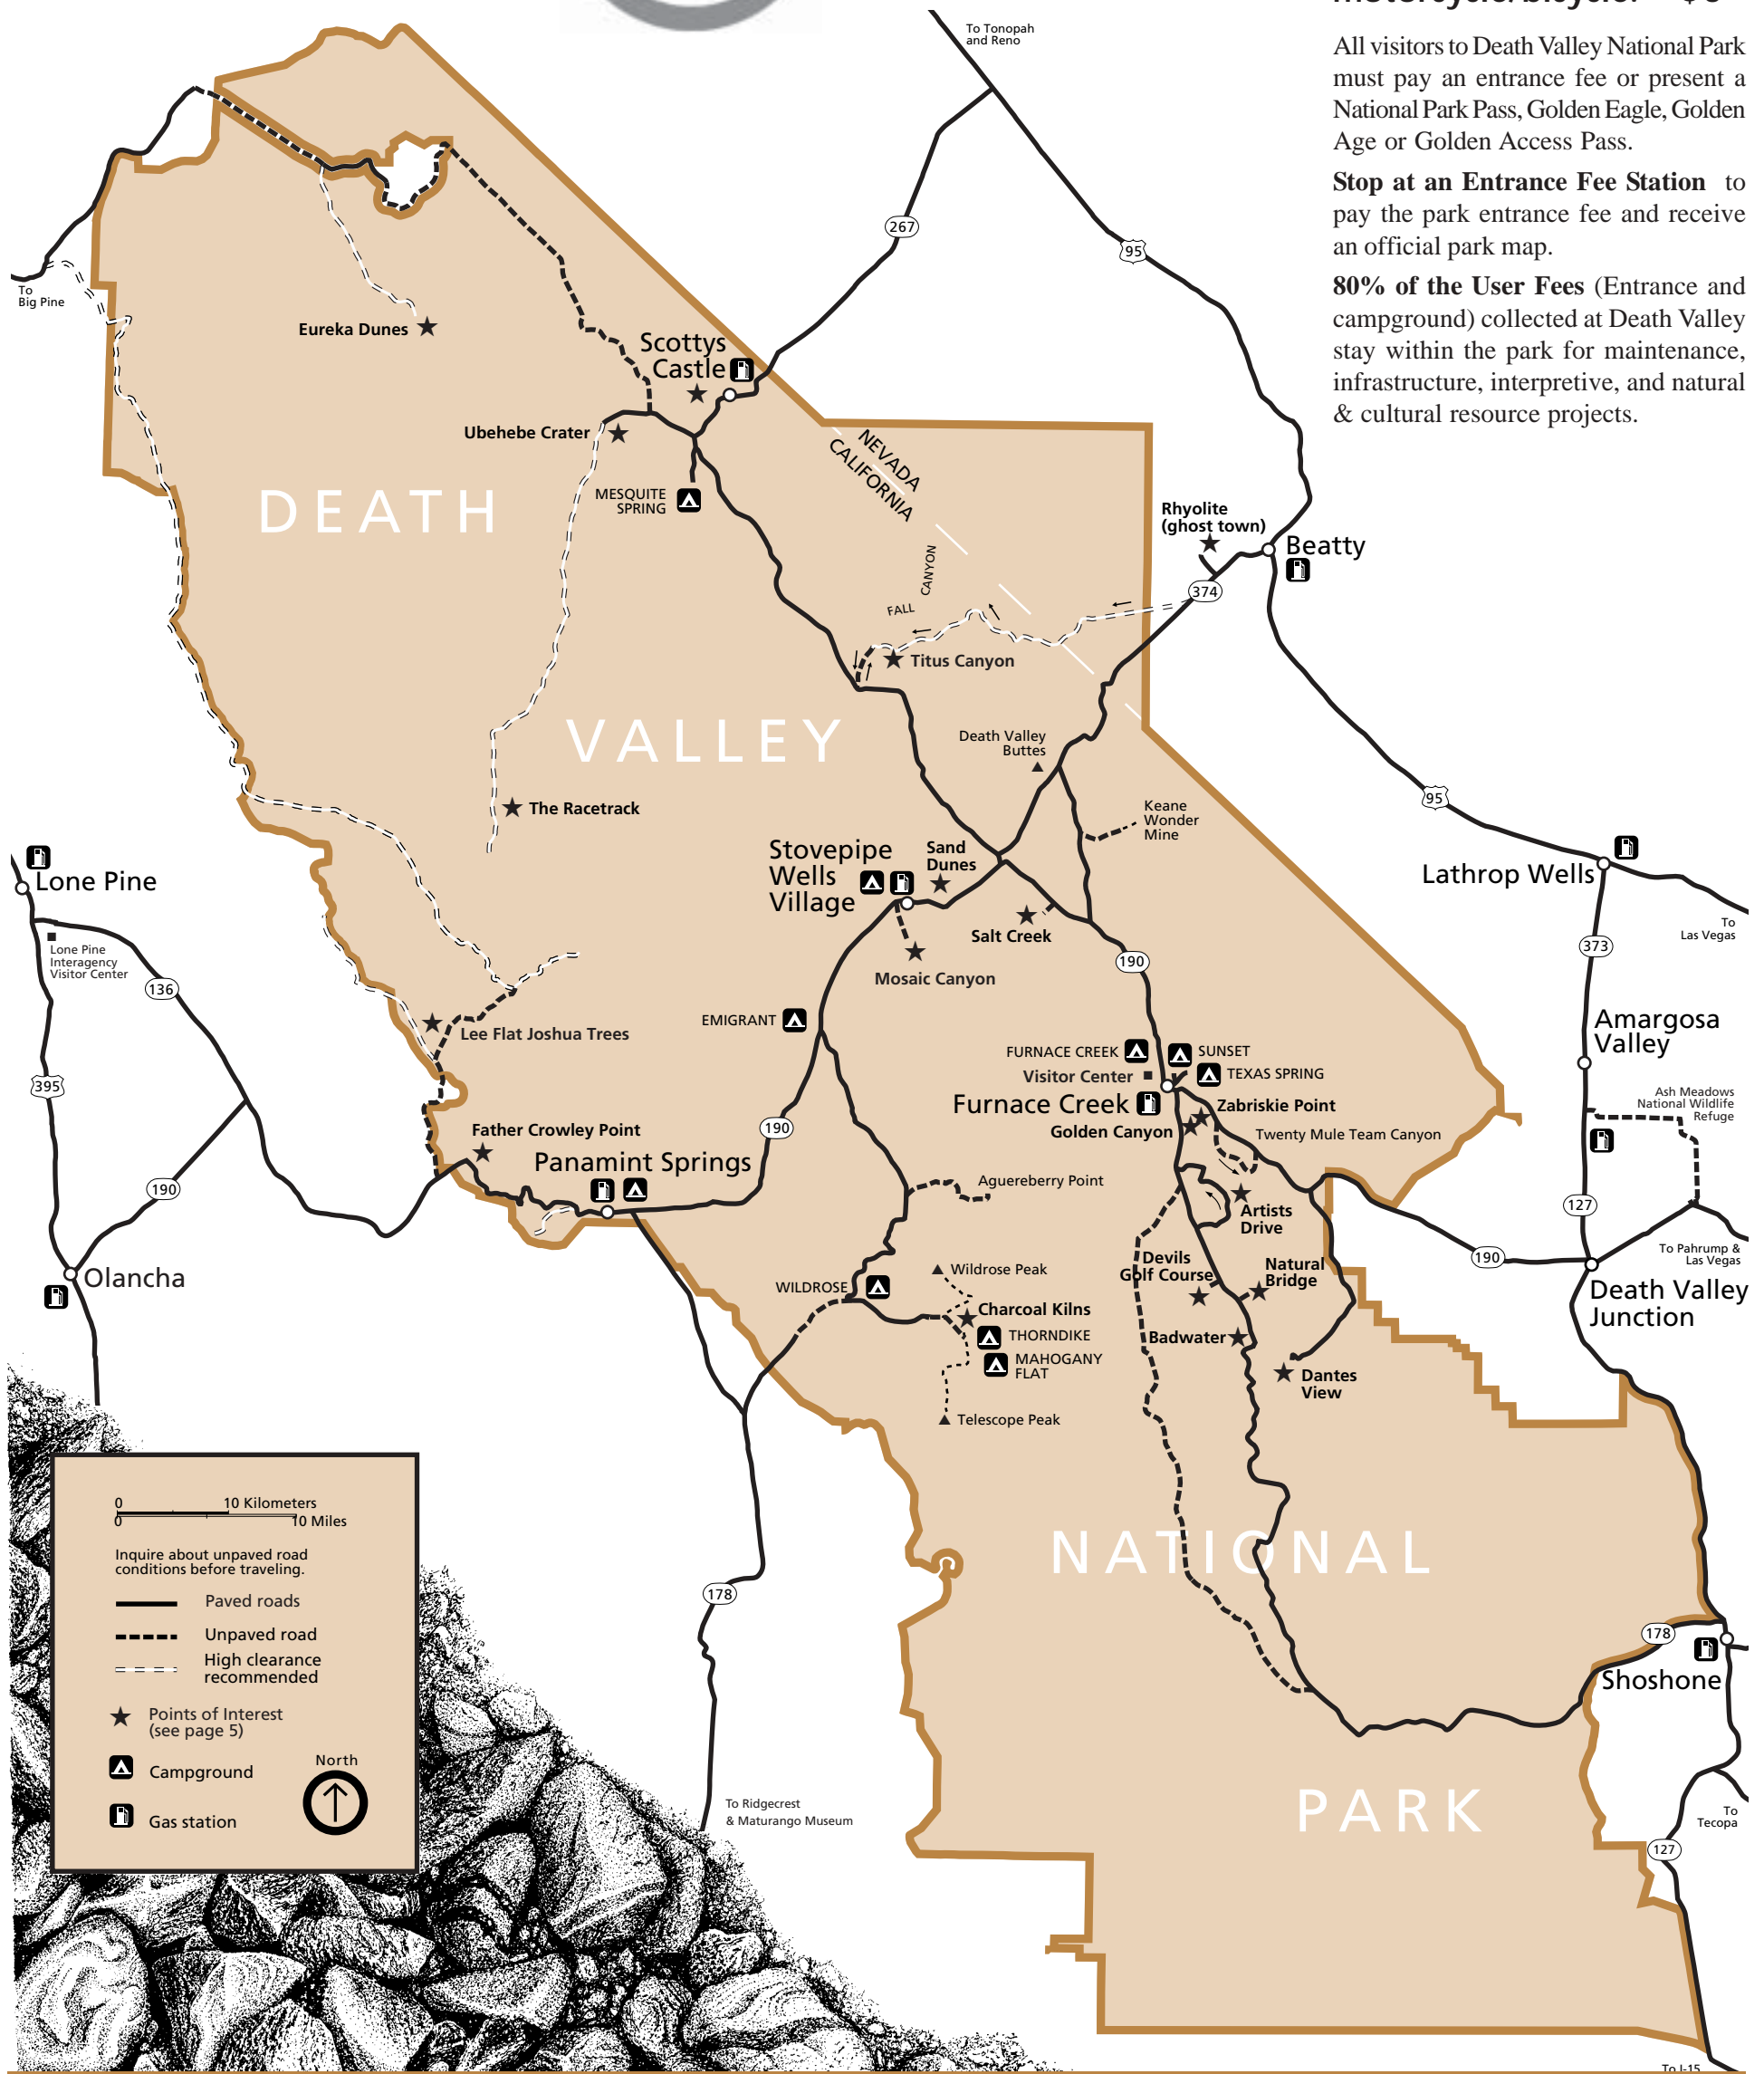 To Tonopah
and Reno
All visitors to Death Valley National Park
must pay an entrance fee or present a
National Park Pass, Golden Eagle, Golden
Age or Golden Access Pass.
Stop at an Entrance Fee Station to
pay the park entrance fee and receive
an official park map.
80% of the User Fees (Entrance and
campground) collected at Death Valley
stay within the park for maintenance,
infrastructure, interpretive, and natural
& cultural resource projects.
267
95
To
Big Pine
Eureka Dunes
Scottys
Castle
Ubehebe Crater
NEVADA
CALIFORNIA
MESQUITE
SPRING
DEATH
Rhyolite
(ghost town)
Beatty
FALL
CANYON
374
Titus Canyon
VALLEY
Death Valley
Buttes
The Racetrack
Keane
Wonder
Mine
95
Stovepipe
Wells
Village
Sand
Dunes
Lathrop Wells
Lone Pine
To
Las Vegas
Salt Creek
Lone Pine
Interagency
Visitor Center
136
Mosaic Canyon
190
373
EMIGRANT
Lee Flat Joshua Trees
Amargosa
Valley
FURNACE CREEK
SUNSET
Visitor Center
TEXAS SPRING
395
Furnace Creek
Zabriskie Point
Ash Meadows
National Wildlife
Refuge
Golden Canyon
Twenty Mule Team Canyon
Father Crowley Point
190
Panamint Springs
Aguereberry Point
190
127
Artists
Drive
Olancha
Devils
Golf Course
Natural
Bridge
190
To Pahrump &
Las Vegas
WILDROSE
Wildrose Peak
Death Valley
Junction
Charcoal Kilns
THORNDIKE
Badwater
MAHOGANY
FLAT
Dantes
View
Telescope Peak
0 10 Kilometers
0 10 Miles
Inquire about unpaved road
conditions before traveling.
Paved roads
Unpaved road
High clearance
recommended
Points of Interest
(see page 5)
Campground
Gas station
North
NATIONAL
178
178
Shoshone
PARK
To Ridgecrest
& Maturango Museum
To
Tecopa
127
To I-15